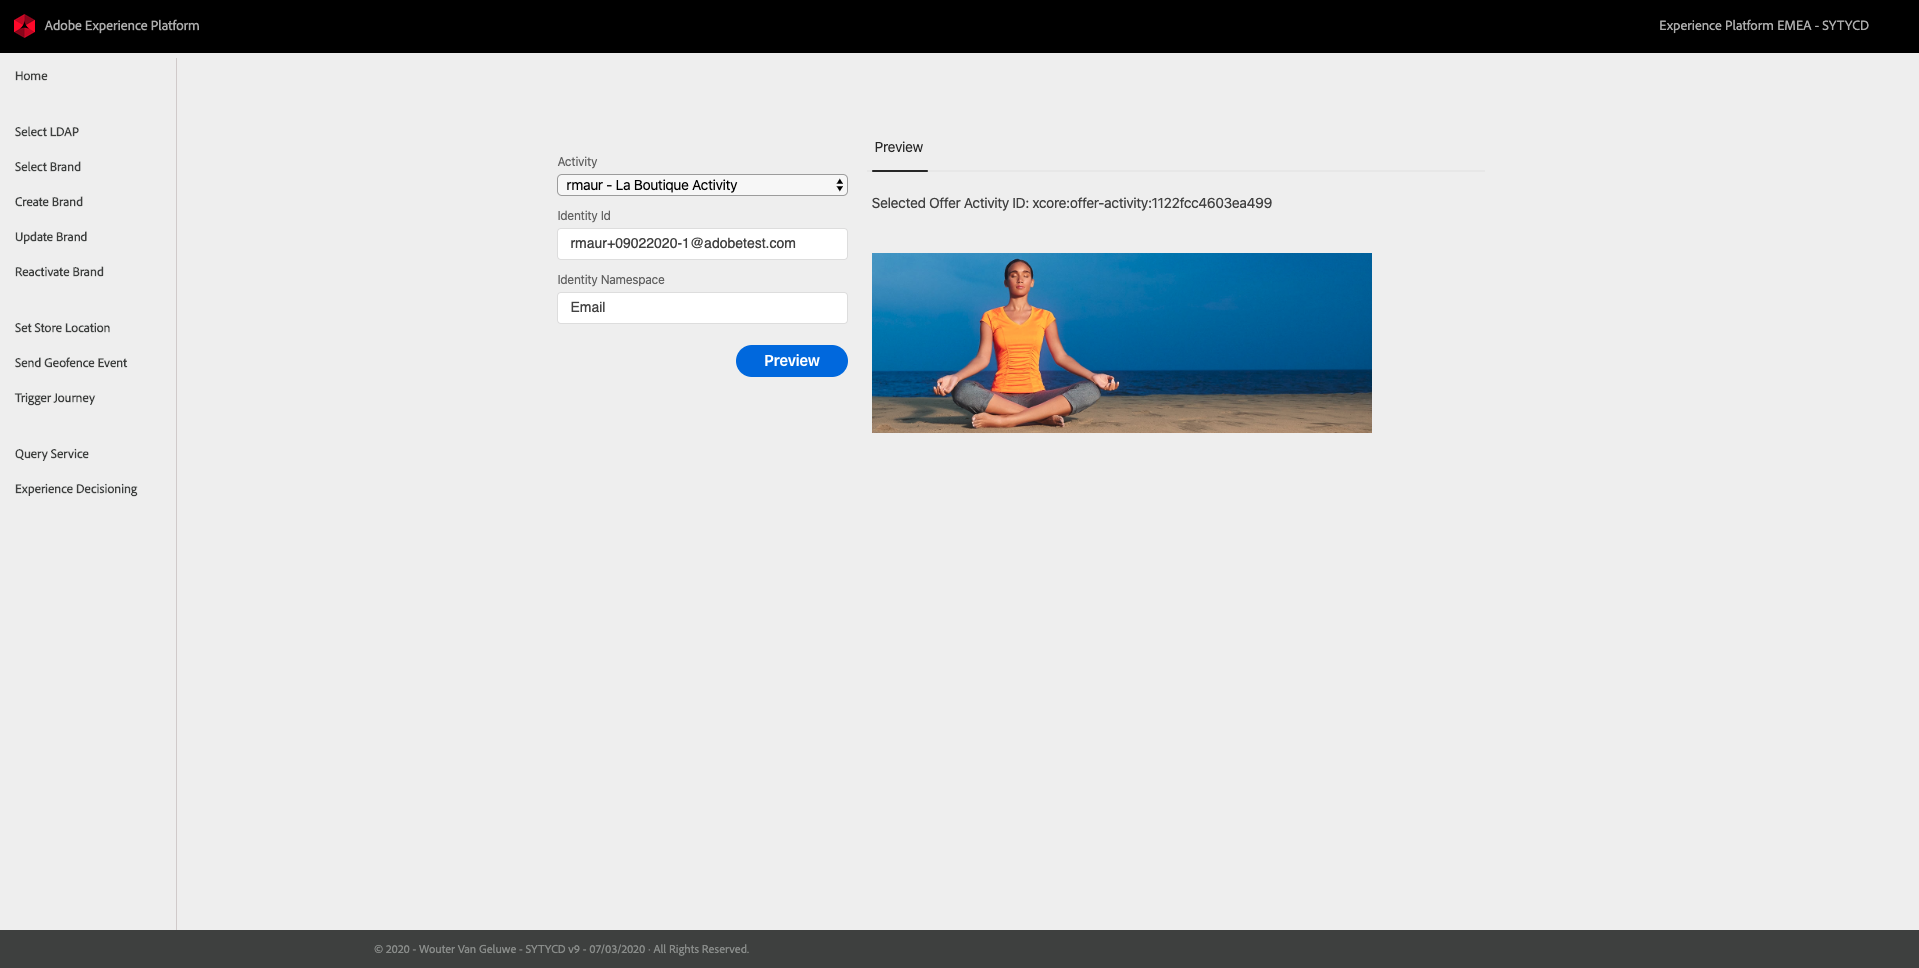 Adobe Experience Platform
Experience Platform EMEA - SYTYCD
Home
Select LDAP
Select Brand
Create Brand
Update Brand
Reactivate Brand
Set Store Location
Send Geofence Event
Trigger Journey
Query Service
Experience Decisioning
Activity
rmaur - La Boutique Activity
Identity Id
rmaur+09022020-1@adobetest.com
Identity Namespace
Email
Preview
Preview
Selected Offer Activity ID: xcore:offer-activity:1122fcc4603ea499
© 2020 - Wouter Van Geluwe - SYTYCD v9 - 07/03/2020 · All Rights Reserved.